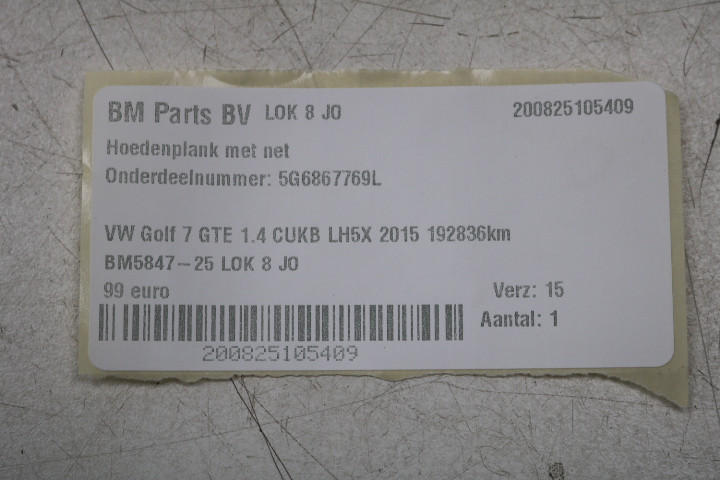 BM Parts BV LOK 8 JO 200825105409
Hoedenplank met net
Onderdeelnummer: 5G6867769L
VW Golf 7 GTE 1.4 CUKB LH5X 2015 192836km
BM5847-25 LOK 8 JO
99 euro Verz: 15
Aantal: 1
200825105409